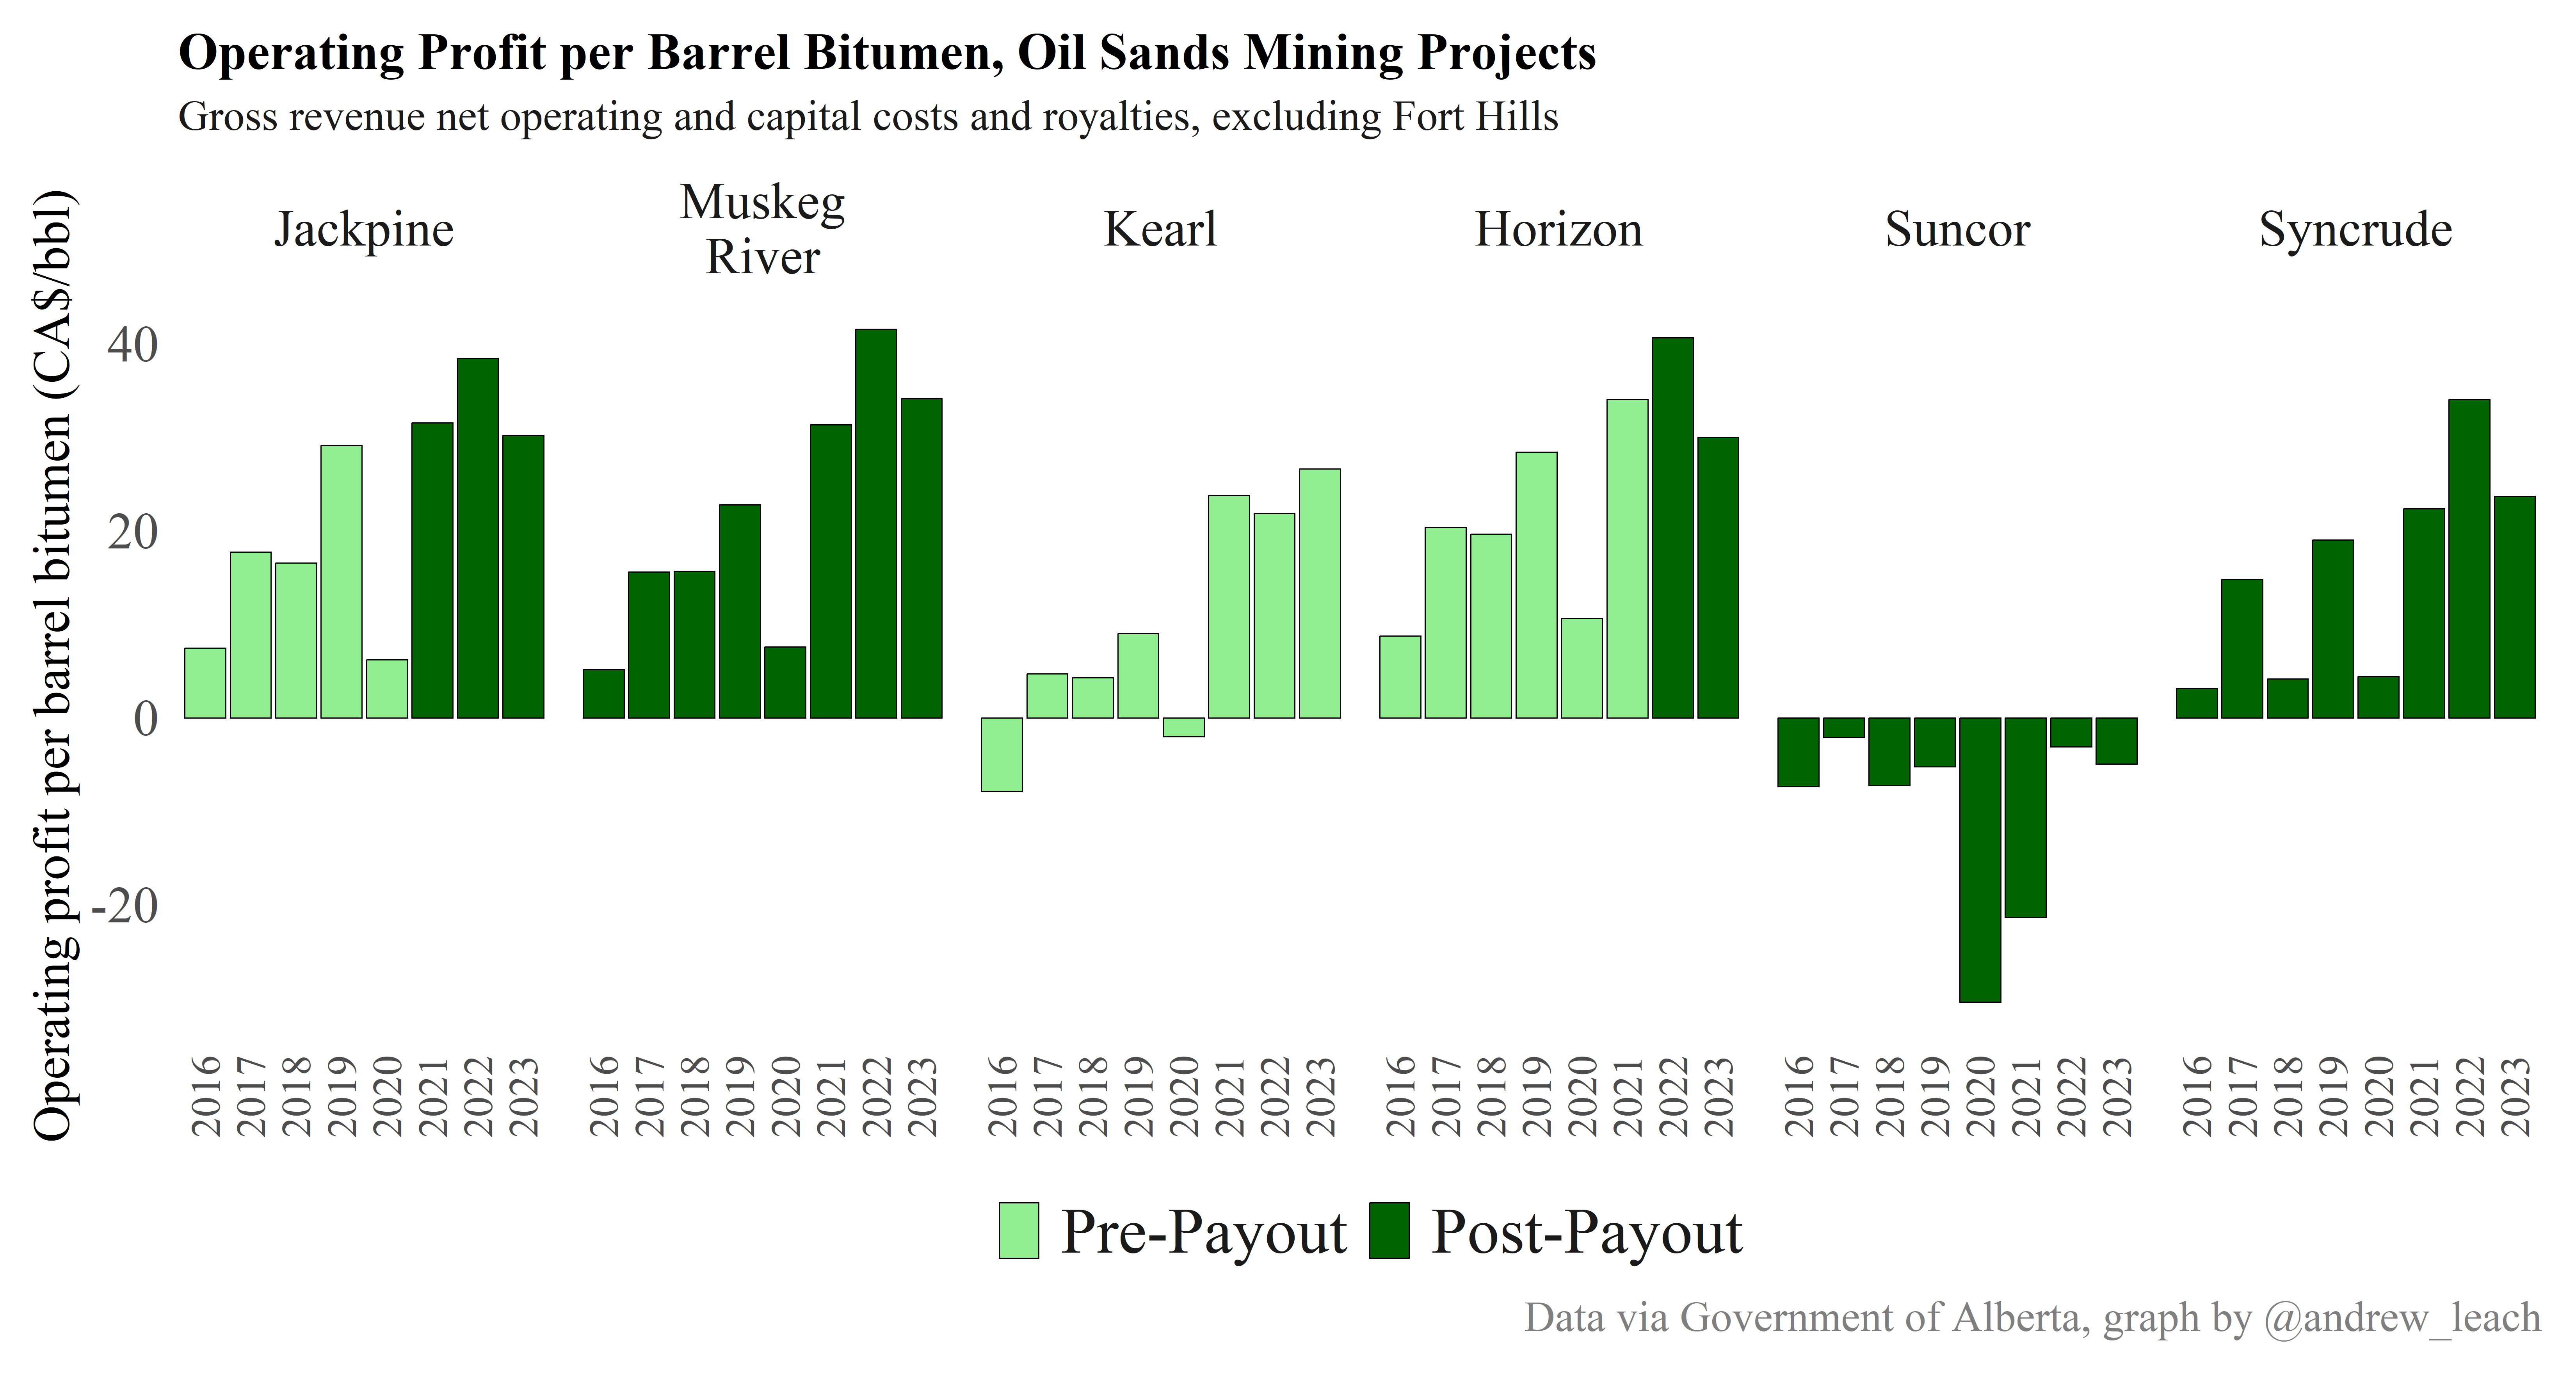 Operating Profit per Barrel Bitumen, Oil Sands Mining Projects
Gross revenue net operating and capital costs and royalties, excluding Fort Hills
Operating profit per barrel bitumen (CA$/bbl)
Jackpine
Muskeg
River
Kearl
Horizon
Suncor
Syncrude
40
20
0
-20
2016 2017 2018 2019 2020 2021 2022 2023
2016 2017 2018 2019 2020 2021 2022 2023
2016 2017 2018 2019 2020 2021 2022 2023
2016 2017 2018 2019 2020 2021 2022 2023
2016 2017 2018 2019 2020 2021 2022 2023
2016 2017 2018 2019 2020 2021 2022 2023
Pre-Payout Post-Payout
Data via Government of Alberta, graph by @andrew_leach